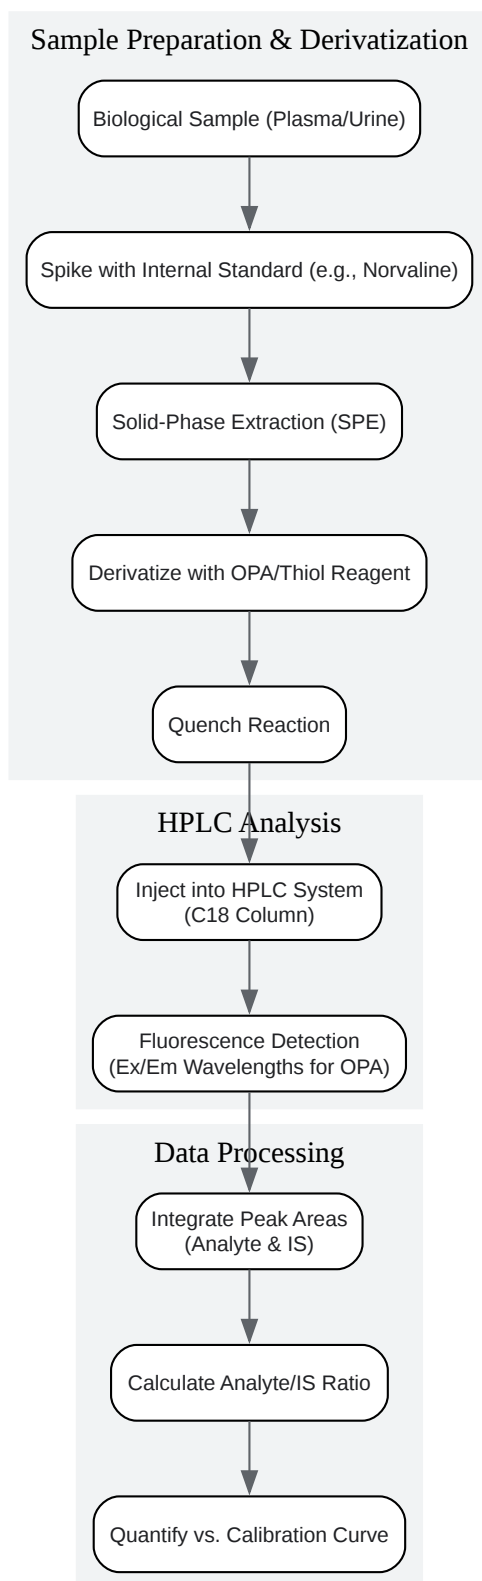 Sample Preparation & Derivatization
Biological Sample (Plasma/Urine)
Spike with Internal Standard (e.g., Norvaline)
Solid-Phase Extraction (SPE)
Derivatize with OPA/Thiol Reagent
Quench Reaction
HPLC Analysis
Inject into HPLC System
(C18 Column)
Fluorescence Detection
(Ex/Em Wavelengths for OPA)
Data Processing
Integrate Peak Areas
(Analyte & IS)
Calculate Analyte/IS Ratio
Quantify vs. Calibration Curve